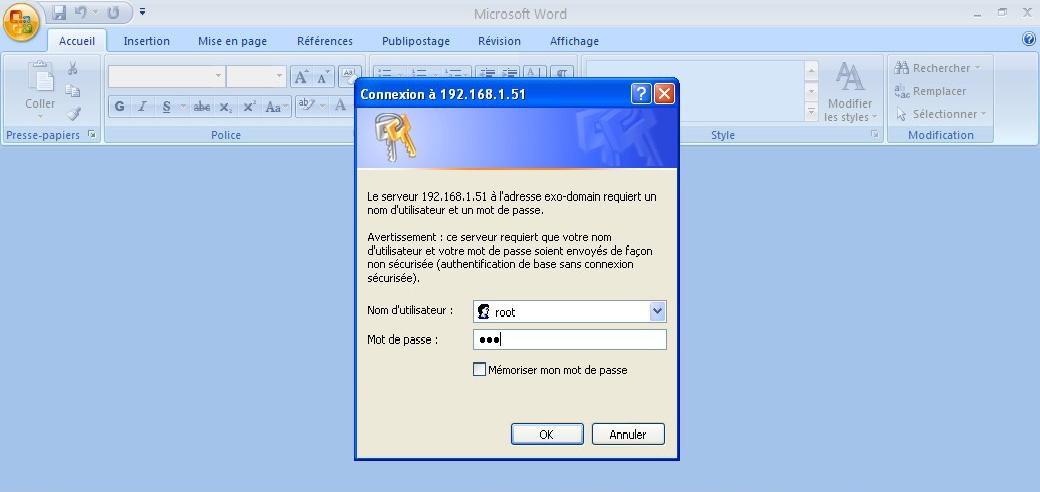 Microsoft Word
Accueil Insertion Mise en page Références Publipostage Révision Affichage
Coller
Modifier
les styles
Rechercher
Remplacer
Sélectionner
G I S abc X₂ X² Aa A
Presse-papiers Police Style Modification
Connexion à 192.168.1.51
Le serveur 192.168.1.51 à l'adresse exo-domain requiert un
nom d'utilisateur et un mot de passe.
Avertissement : ce serveur requiert que votre nom
d'utilisateur et votre mot de passe soient envoyés de façon
non sécurisée (authentification de base sans connexion
sécurisée).
Nom d'utilisateur : root
Mot de passe : ●●●
Mémoriser mon mot de passe
OK Annuler